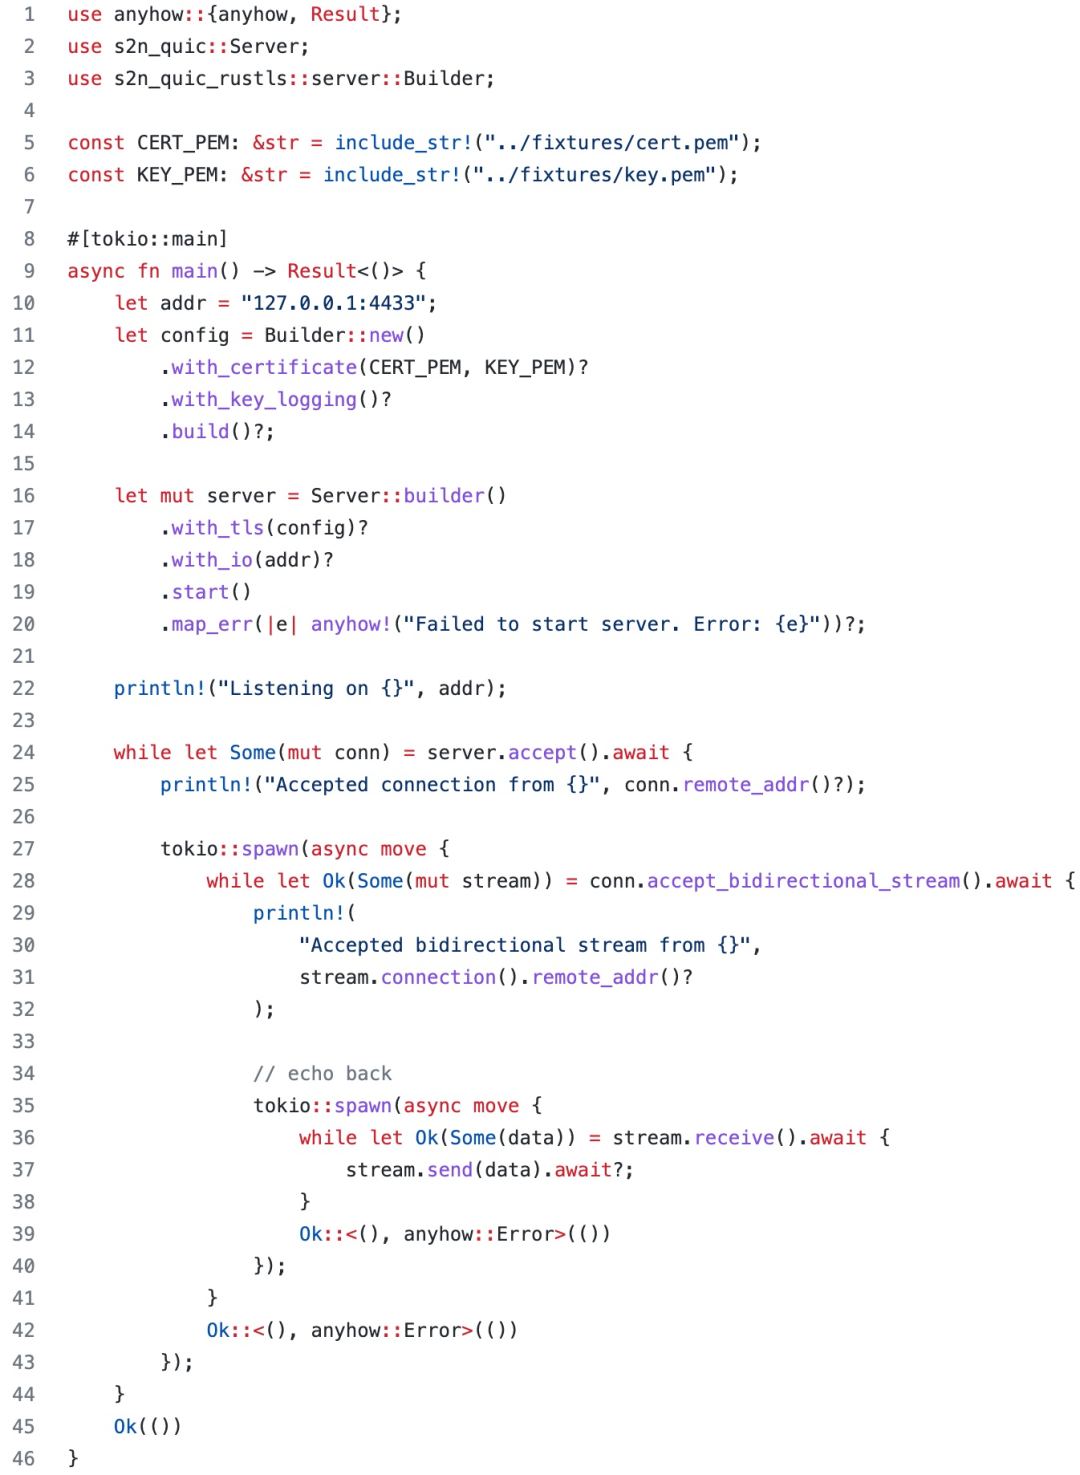 1 use anyhow::{anyhow, Result};
2 use s2n_quic::Server;
3 use s2n_quic_rustls::server::Builder;
4
5 const CERT_PEM: &str = include_str!("../fixtures/cert.pem");
6 const KEY_PEM: &str = include_str!("../fixtures/key.pem");
7
8 #[tokio::main]
9 async fn main() -> Result<()> {
10     let addr = "127.0.0.1:4433";
11     let config = Builder::new()
12         .with_certificate(CERT_PEM, KEY_PEM)?
13         .with_key_logging()?
14         .build()?;
15
16     let mut server = Server::builder()
17         .with_tls(config)?
18         .with_io(addr)?
19         .start()
20         .map_err(|e| anyhow!("Failed to start server. Error: {e}"))?;
21
22     println!("Listening on {}", addr);
23
24     while let Some(mut conn) = server.accept().await {
25         println!("Accepted connection from {}", conn.remote_addr()?);
26
27         tokio::spawn(async move {
28             while let Ok(Some(mut stream)) = conn.accept_bidirectional_stream().await {
29                 println!(
30                     "Accepted bidirectional stream from {}",
31                     stream.connection().remote_addr()?
32                 );
33
34                 // echo back
35                 tokio::spawn(async move {
36                     while let Ok(Some(data)) = stream.receive().await {
37                         stream.send(data).await?;
38                     }
39                     Ok::<(), anyhow::Error>(())
40                 });
41             }
42             Ok::<(), anyhow::Error>(())
43         });
44     }
45     Ok(())
46 }